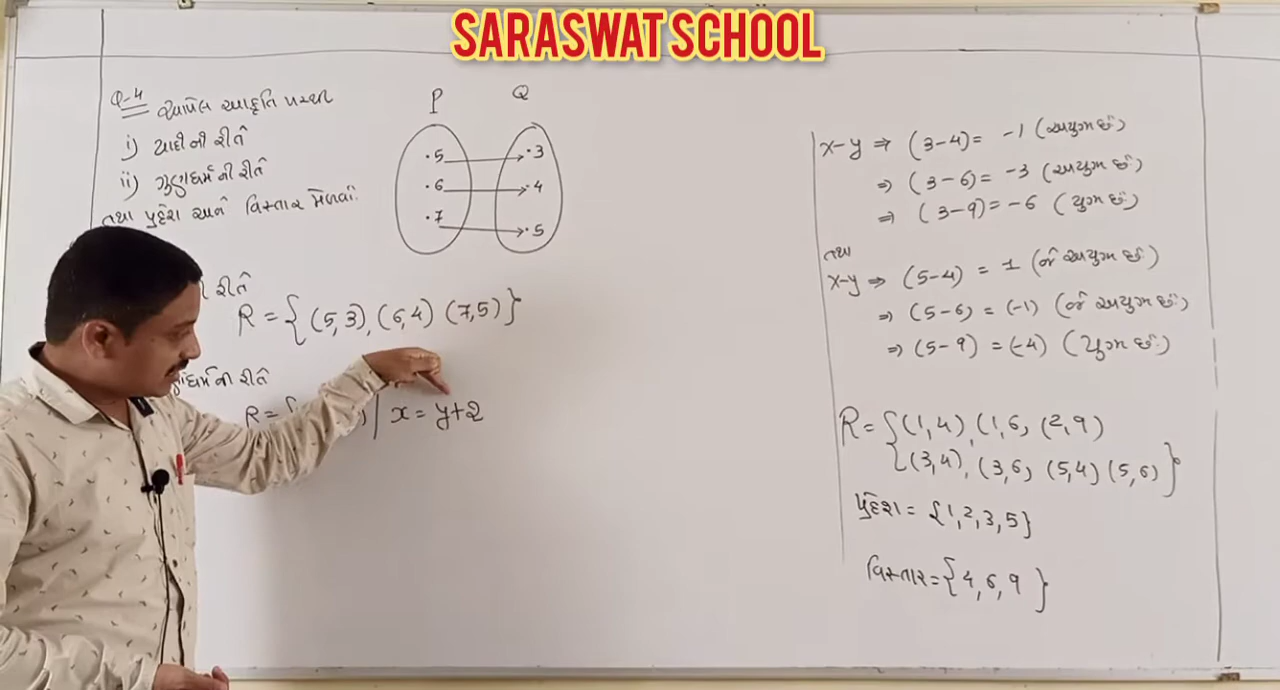 SARASWAT SCHOOL
Q-4 આપેલ આકૃતિ પરથી
i) યાદીની રીતે
ii) ગુણધર્મની રીતે
તથા પ્રદેશ અને વિસ્તાર મેળવો.
P Q
·5 ·3
·6 ·4
·7 ·5
રીતે
R = { (5,3), (6,4) (7,5) }
ગુણધર્મની રીતે
R = { | x = y+2
x-y ⇒ (3-4) = -1 (અયુગ્મ છે)
⇒ (3-6) = -3 (અયુગ્મ છે)
⇒ (3-9) = -6 (યુગ્મ છે)
તથા
x-y ⇒ (5-4) = 1 (જે અયુગ્મ છે)
⇒ (5-6) = (-1) (જે અયુગ્મ છે)
⇒ (5-9) = (-4) (યુગ્મ છે)
R = { (1,4), (1,6, (2,9)
(3,4), (3,6, (5,4) (5,6) }
પ્રદેશ = {1,2,3,5}
વિસ્તાર = {4,6,9}